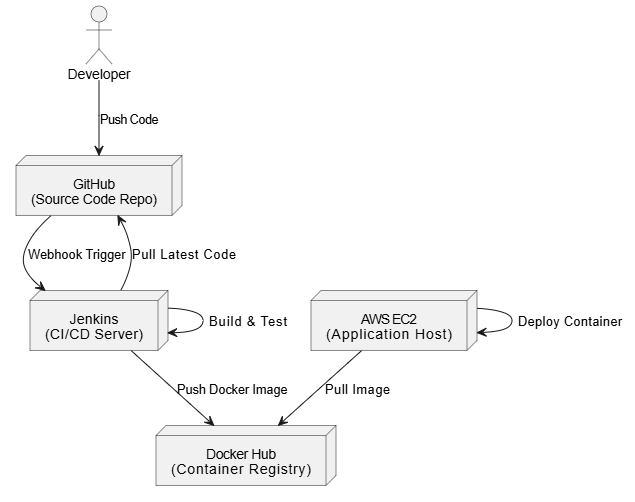 Developer
Push Code
GitHub
(Source Code Repo)
Webhook Trigger
Pull Latest Code
Jenkins
(CI/CD Server)
Build & Test
AWS EC2
(Application Host)
Deploy Container
Push Docker Image
Pull Image
Docker Hub
(Container Registry)